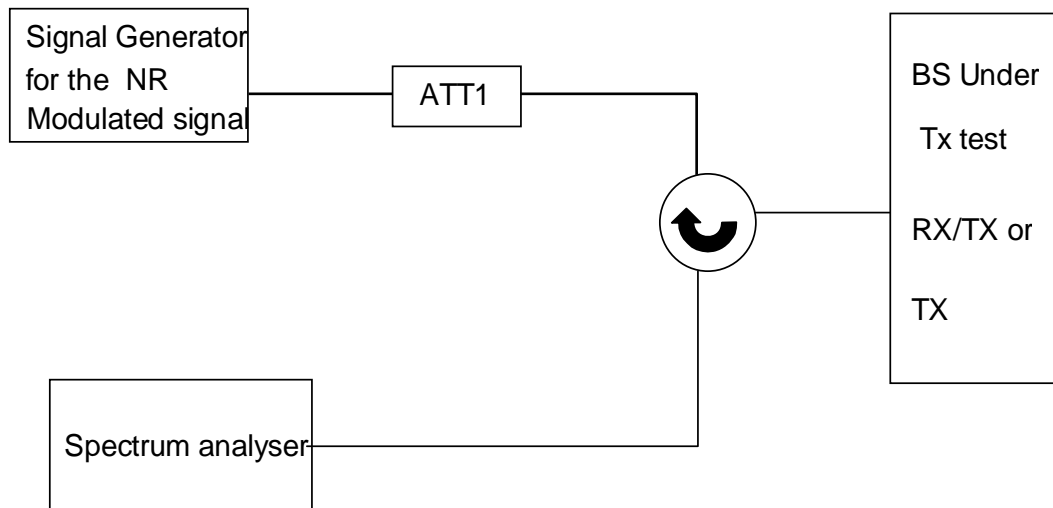 Signal Generator
for the NR
Modulated signal
ATT1
BS Under
Tx test
RX/TX or
TX
Spectrum analyser